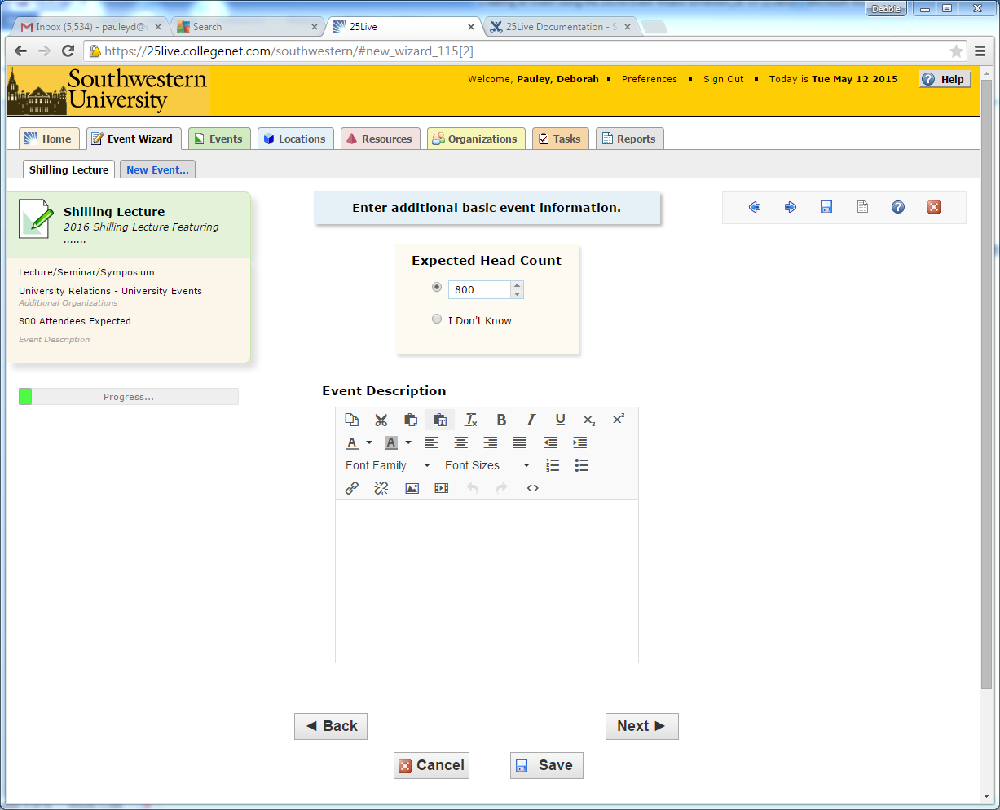 Debbie
Inbox (5,534) - pauleyd@s
Search
25Live
25Live Documentation - S
https://25live.collegenet.com/southwestern/#new_wizard_115[2]
Southwestern
University
Welcome, Pauley, Deborah ▪ Preferences ▪ Sign Out ▪ Today is Tue May 12 2015
Help
Home
Event Wizard
Events
Locations
Resources
Organizations
Tasks
Reports
Shilling Lecture
New Event...
Shilling Lecture
2016 Shilling Lecture Featuring
.......
Lecture/Seminar/Symposium
University Relations - University Events
Additional Organizations
800 Attendees Expected
Event Description
Progress...
Enter additional basic event information.
Expected Head Count
800
I Don't Know
Event Description
Font Family
Font Sizes
◄ Back
Next ►
Cancel
Save